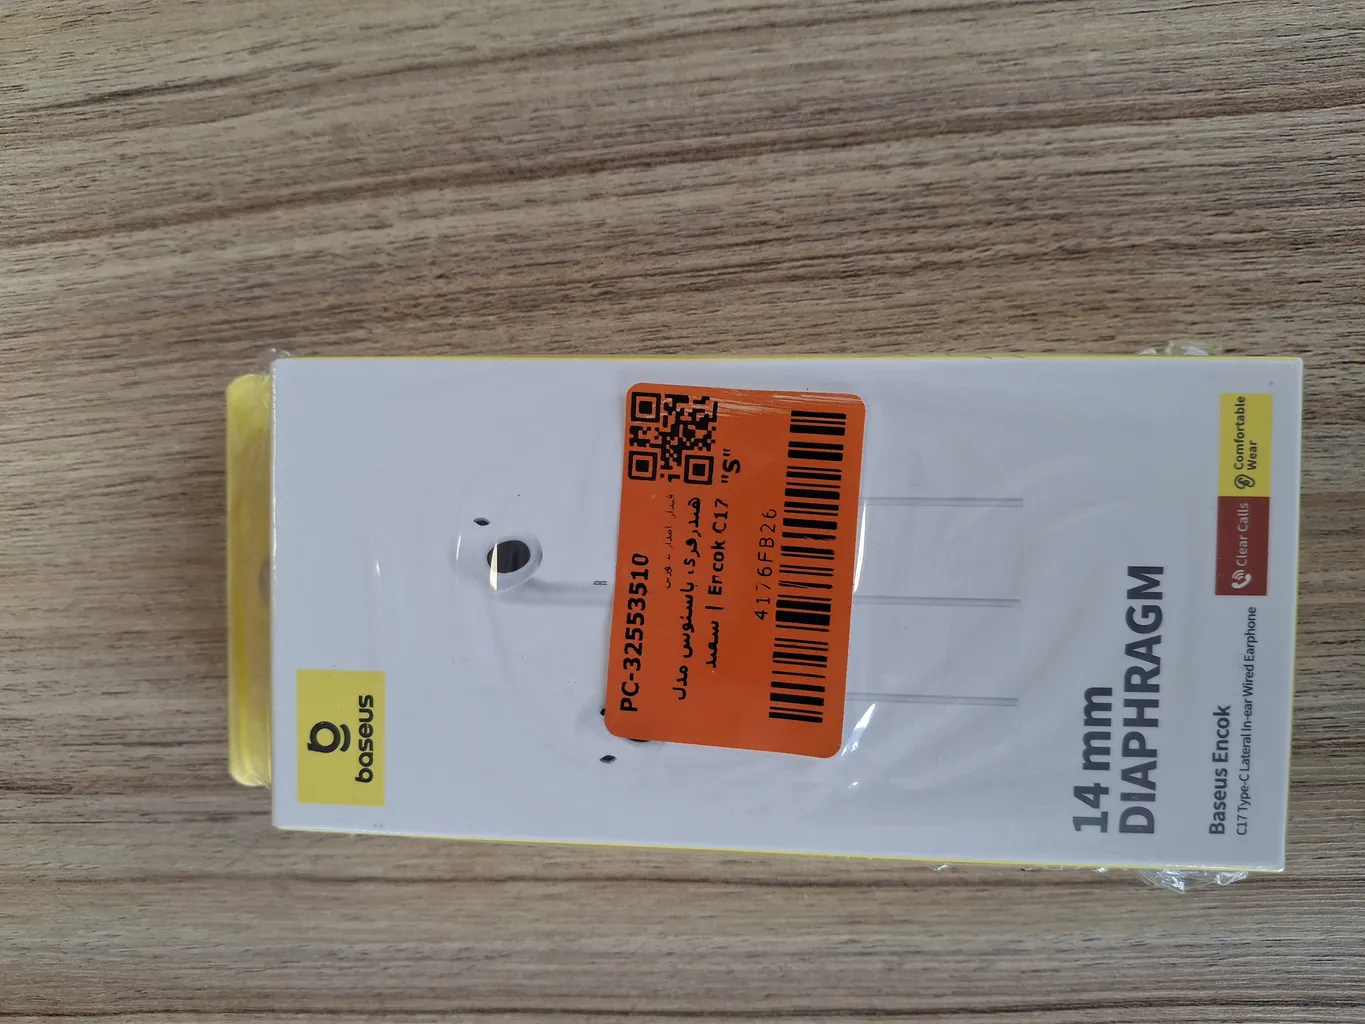 baseus
R
PC-32553510
هندزفری باسئوس مدل
Encok C17 | سفید
"S"
4176FB26
14 mm
DIAPHRAGM
Baseus Encok
C17 Type-C Lateral In-ear Wired Earphone
Clear Calls
Comfortable
Wear